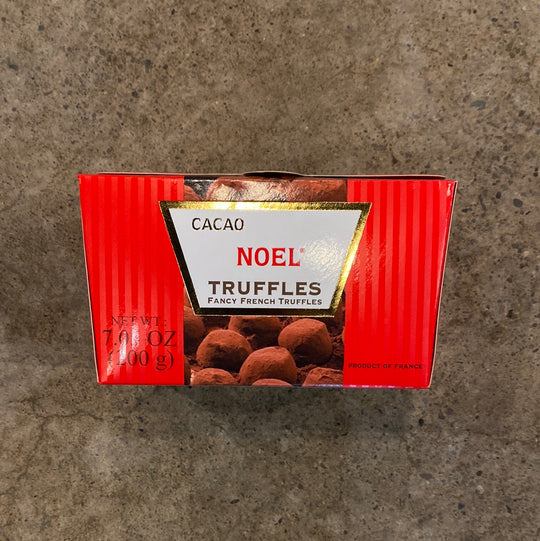 CACAO
NOEL®
TRUFFLES
FANCY FRENCH TRUFFLES
NET WT:
OZ
(200 g)
PRODUCT OF FRANCE